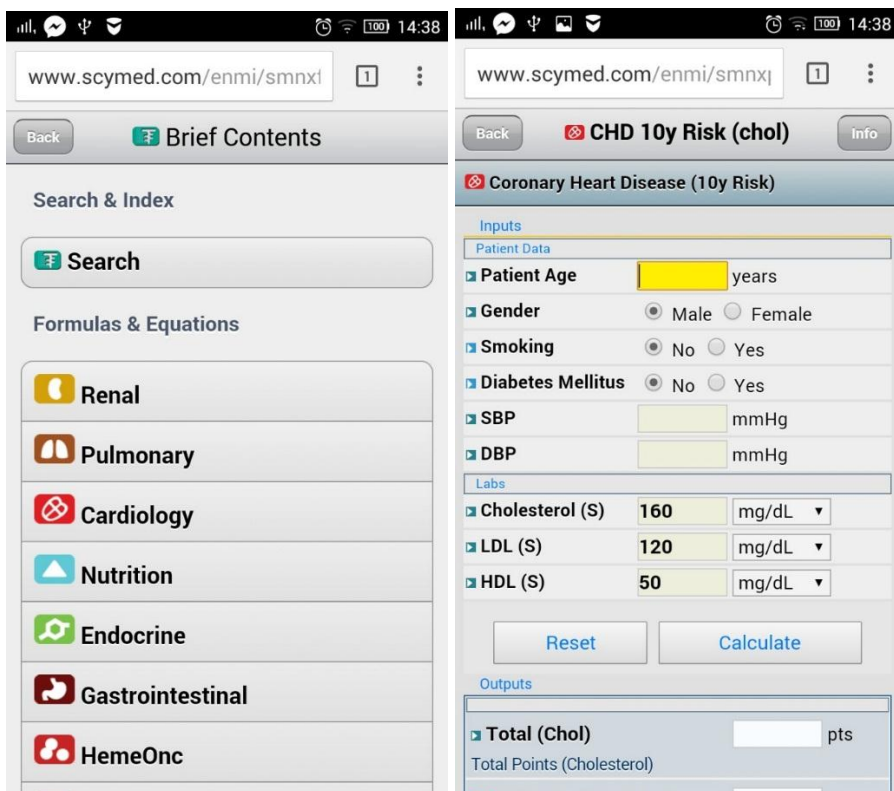 100 14:38
www.scymed.com/enmi/smnxf
1
Back
Brief Contents
Search & Index
Search
Formulas & Equations
Renal
Pulmonary
Cardiology
Nutrition
Endocrine
Gastrointestinal
HemeOnc
100 14:38
www.scymed.com/enmi/smnxp
1
Back
CHD 10y Risk (chol)
Info
Coronary Heart Disease (10y Risk)
Inputs
Patient Data
Patient Age years
Gender Male Female
Smoking No Yes
Diabetes Mellitus No Yes
SBP mmHg
DBP mmHg
Labs
Cholesterol (S) 160 mg/dL
LDL (S) 120 mg/dL
HDL (S) 50 mg/dL
Reset Calculate
Outputs
Total (Chol) pts
Total Points (Cholesterol)